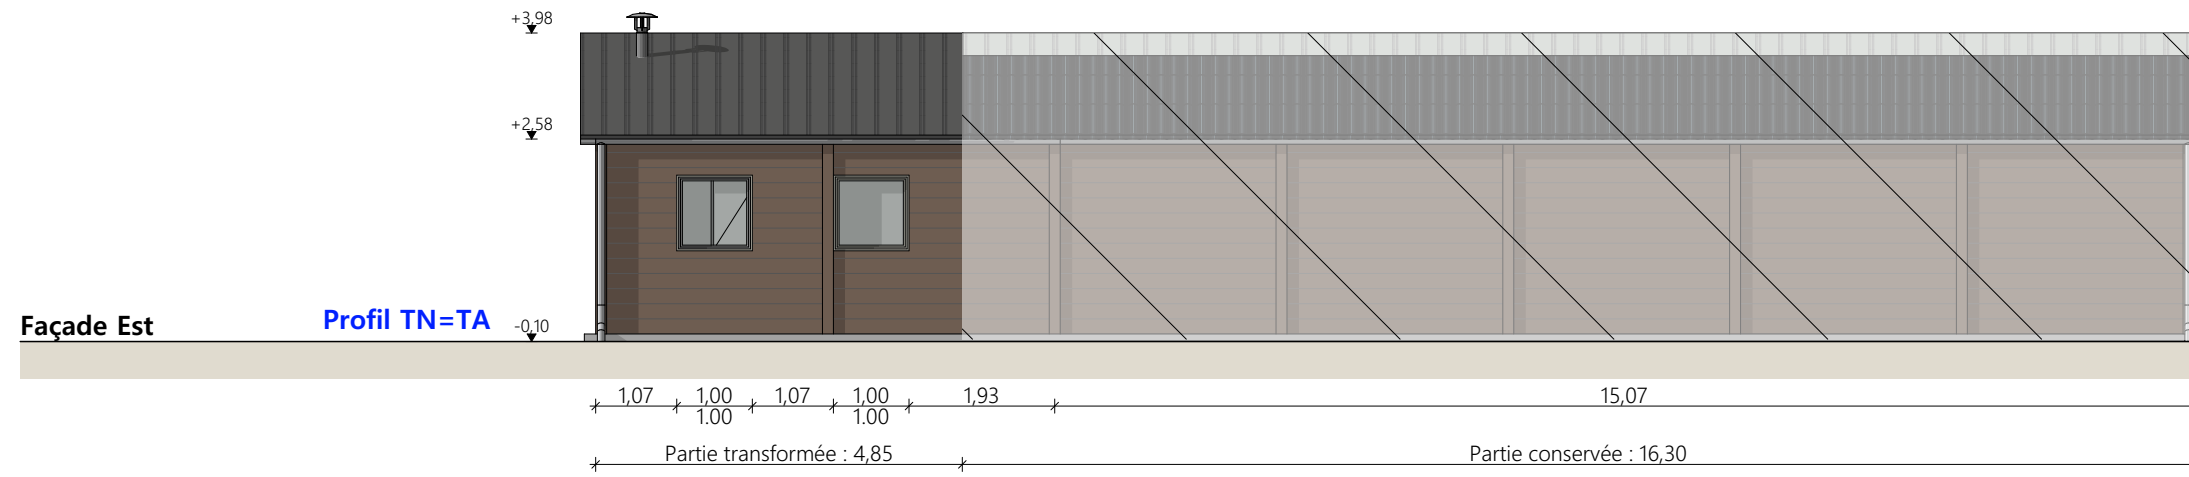 +3,98
+2,58
Façade Est
Profil TN=TA
-0,10
1,07 1,00 1,07 1,00 1,93 15,07
1.00 1.00
Partie transformée : 4,85 Partie conservée : 16,30